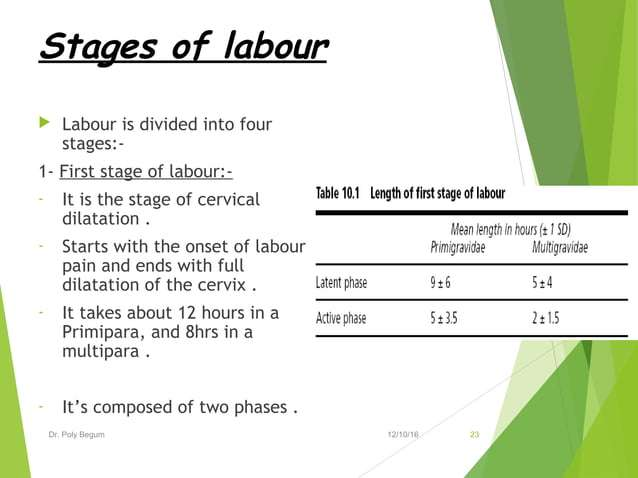 Stages of labour
▶ Labour is divided into four
stages:-
1- First stage of labour:-
- It is the stage of cervical
dilatation .
- Starts with the onset of labour
pain and ends with full
dilatation of the cervix .
- It takes about 12 hours in a
Primipara, and 8hrs in a
multipara .
- It’s composed of two phases .
Table 10.1 Length of first stage of labour
Mean length in hours (± 1 SD)
Primigravidae Multigravidae
Latent phase 9 ± 6 5 ± 4
Active phase 5 ± 3.5 2 ± 1.5
Dr. Poly Begum 12/10/16 23